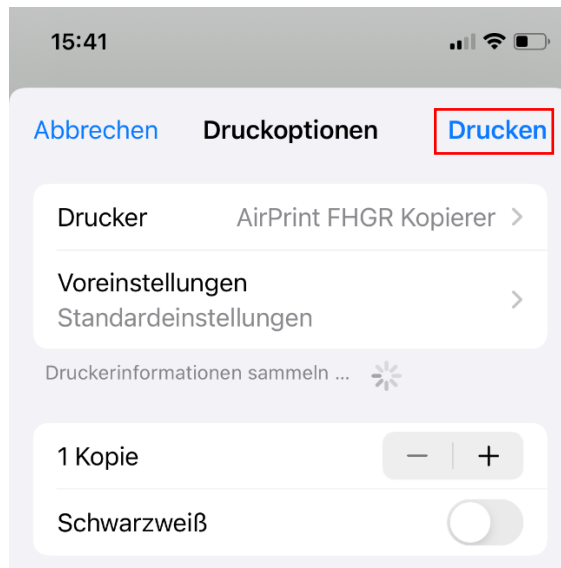 15:41
Abbrechen Druckoptionen Drucken
Drucker AirPrint FHGR Kopierer
Voreinstellungen
Standardeinstellungen
Druckerinformationen sammeln ...
1 Kopie − +
Schwarzweiß